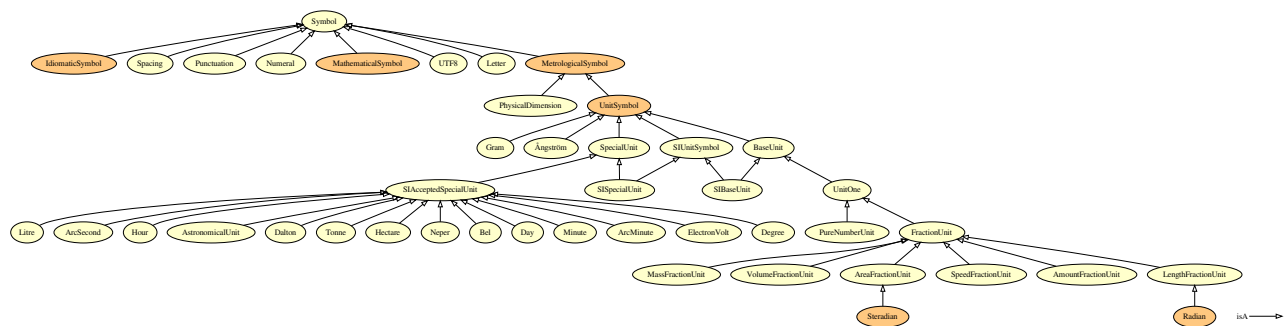 Symbol
IdiomaticSymbol Spacing Punctuation Numeral MathematicalSymbol UTF8 Letter MetrologicalSymbol
PhysicalDimension UnitSymbol
Gram Ångström SpecialUnit SIUnitSymbol BaseUnit
SIAcceptedSpecialUnit SISpecialUnit SIBaseUnit UnitOne
Litre ArcSecond Hour AstronomicalUnit Dalton Tonne Hectare Neper Bel Day Minute ArcMinute ElectronVolt Degree PureNumberUnit FractionUnit
MassFractionUnit VolumeFractionUnit AreaFractionUnit SpeedFractionUnit AmountFractionUnit LengthFractionUnit
Steradian Radian isA